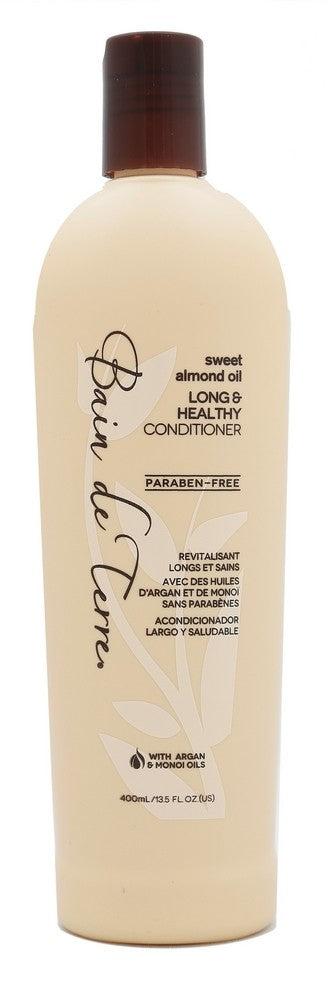 Bain de Terre®
sweet
almond oil
LONG &
HEALTHY
CONDITIONER
PARABEN-FREE
REVITALISANT
LONGS ET SAINS
AVEC DES HUILES
D'ARGAN ET DE MONOÏ
SANS PARABÈNES
ACONDICIONADOR
LARGO Y SALUDABLE
WITH ARGAN
& MONOI OILS
400mL/13.5 FL.OZ.(US)